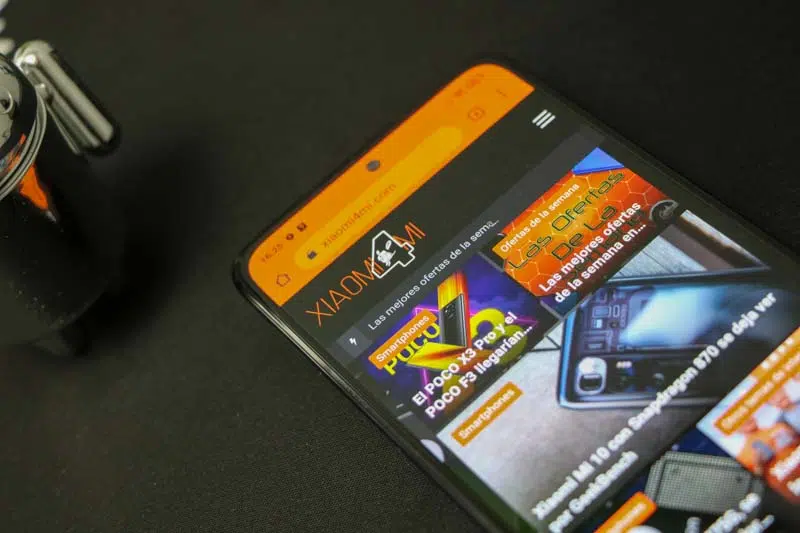 16:25
xiaomi4mi.com
XIAOMI4MI
Las mejores ofertas de la sema...
Ofertas de la semana
Las Ofertas
De La
Las mejores ofertas
de la semana en...
Smartphones
POCO
El POCO X3 Pro y el
POCO F3 llegarían...
Smartphones
Xiaomi Mi 10 con Snapdragon 870 se deja ver
por GeekBench